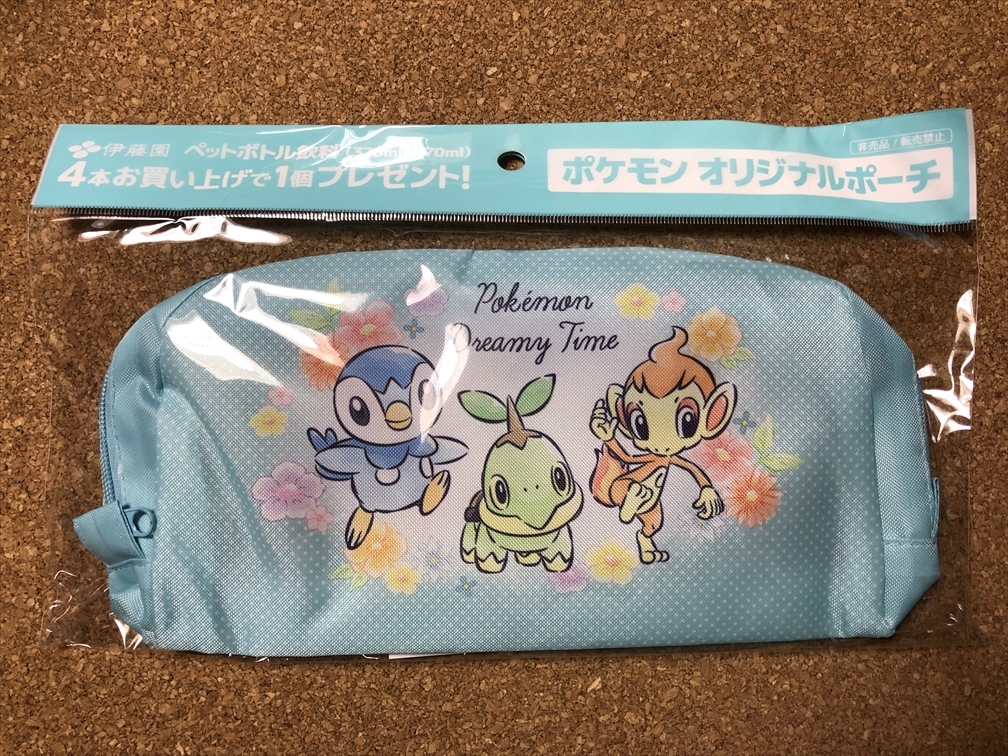 伊藤園 ペットボトル飲料
4本お買い上げで1個プレゼント!
非売品/転売禁止
ポケモン オリジナルポーチ
Pokémon
Dreamy Time